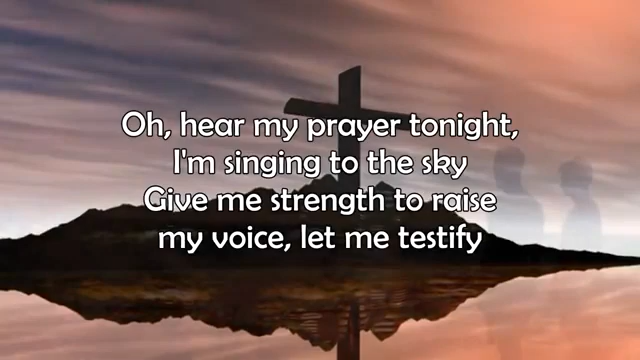 Oh, hear my prayer tonight,
I'm singing to the sky
Give me strength to raise
my voice, let me testify